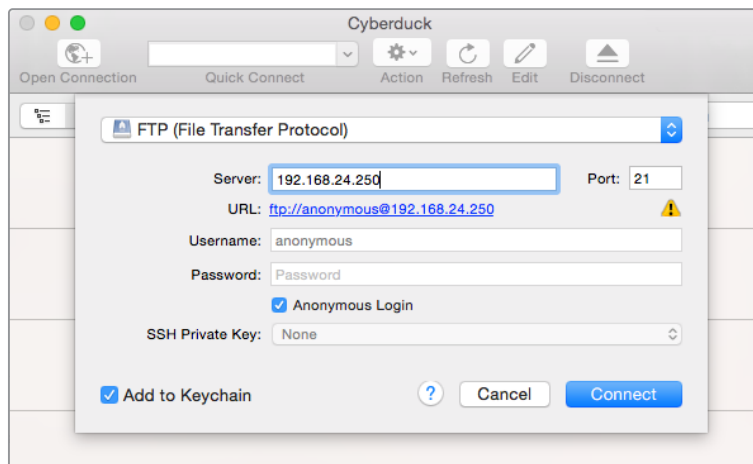 Cyberduck
Open Connection Quick Connect Action Refresh Edit Disconnect
FTP (File Transfer Protocol)
Server: 192.168.24.250 Port: 21
URL: ftp://anonymous@192.168.24.250
Username: anonymous
Password: Password
Anonymous Login
SSH Private Key: None
Add to Keychain ? Cancel Connect